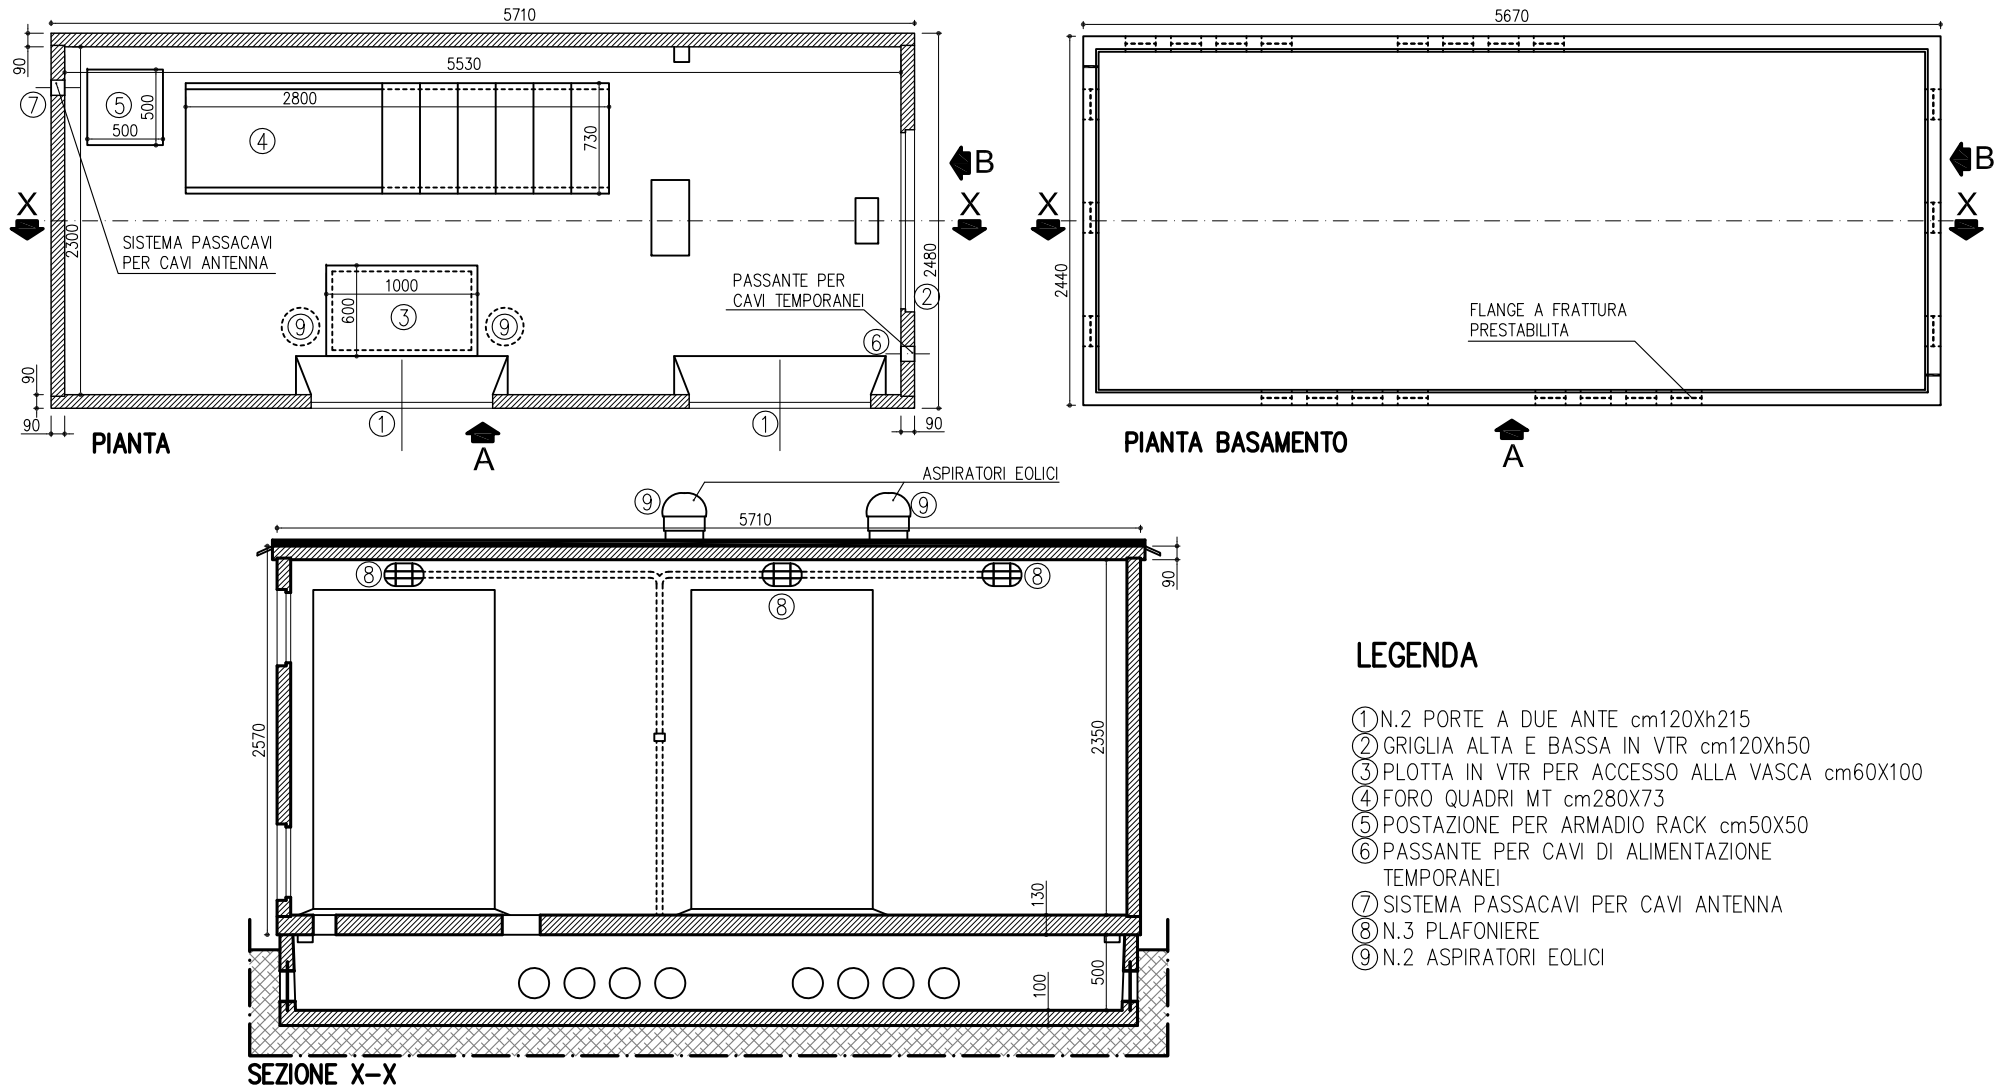 5710
90
5530
7
5
500
500
2800
4
730
B
X
X
2300
SISTEMA PASSACAVI
PER CAVI ANTENNA
2480
PASSANTE PER
CAVI TEMPORANEI
2
1000
600
3
9
9
6
90
90
1
1
90
PIANTA
A
5670
B
X
X
2440
FLANGE A FRATTURA
PRESTABILITA
PIANTA BASAMENTO
A
ASPIRATORI EOLICI
9
9
5710
8
8
8
90
2570
2350
130
500
100
SEZIONE X-X
LEGENDA
1 N.2 PORTE A DUE ANTE cm120Xh215
2 GRIGLIA ALTA E BASSA IN VTR cm120Xh50
3 PLOTTA IN VTR PER ACCESSO ALLA VASCA cm60X100
4 FORO QUADRI MT cm280X73
5 POSTAZIONE PER ARMADIO RACK cm50X50
6 PASSANTE PER CAVI DI ALIMENTAZIONE
TEMPORANEI
7 SISTEMA PASSACAVI PER CAVI ANTENNA
8 N.3 PLAFONIERE
9 N.2 ASPIRATORI EOLICI